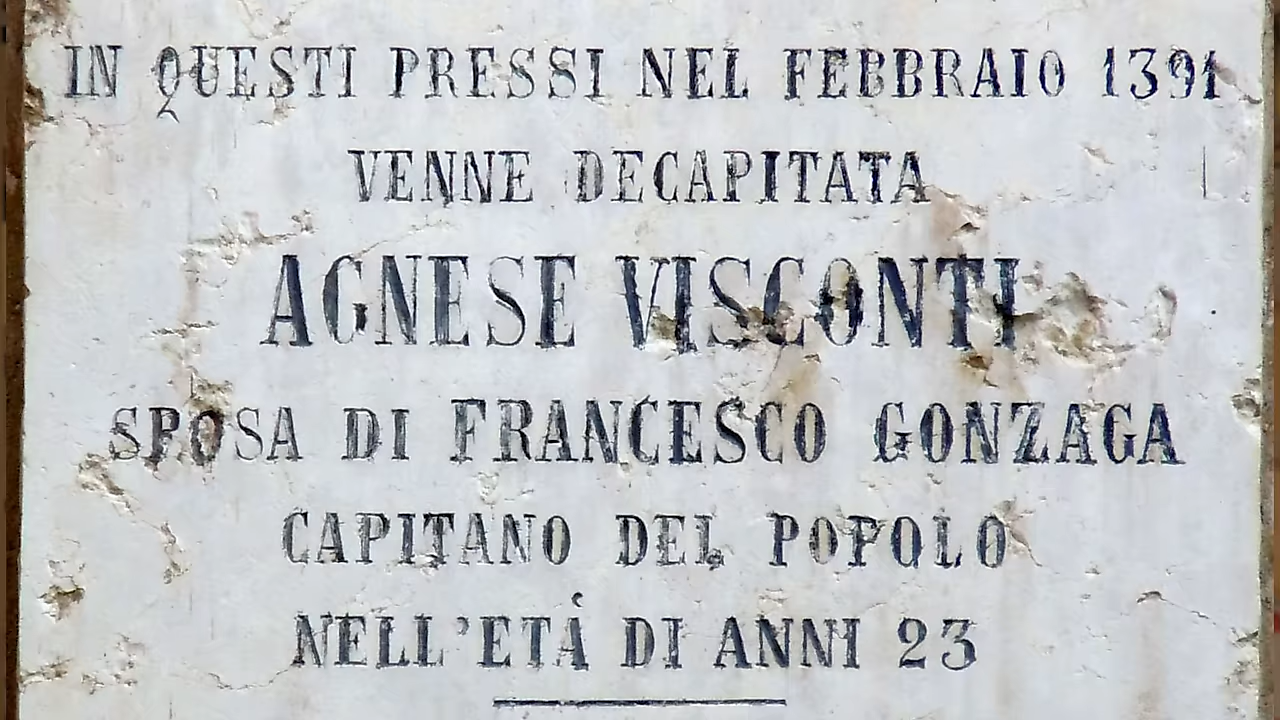 IN QUESTI PRESSI NEL FEBBRAIO 1391
VENNE DECAPITATA
AGNESE VISCONTI
SPOSA DI FRANCESCO GONZAGA
CAPITANO DEL POPOLO
NELL'ETÀ DI ANNI 23